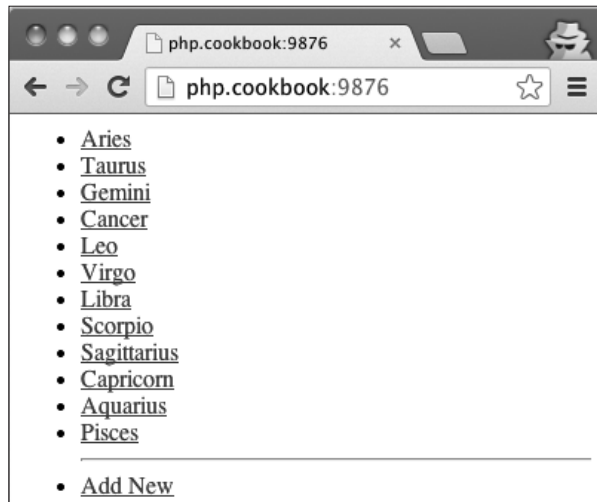 php.cookbook:9876
php.cookbook:9876
Aries
Taurus
Gemini
Cancer
Leo
Virgo
Libra
Scorpio
Sagittarius
Capricorn
Aquarius
Pisces
Add New